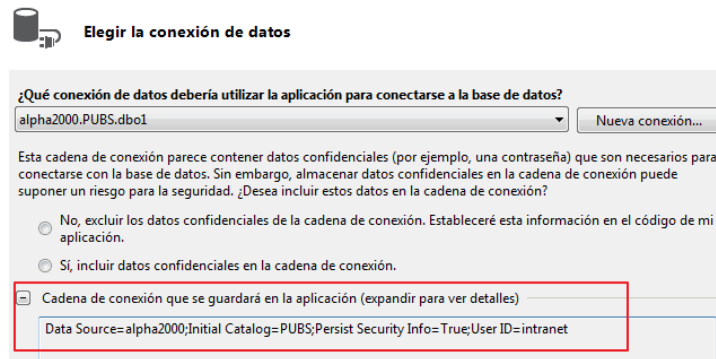 Elegir la conexión de datos
¿Qué conexión de datos debería utilizar la aplicación para conectarse a la base de datos?
alpha2000.PUBS.dbo1
Nueva conexión...
Esta cadena de conexión parece contener datos confidenciales (por ejemplo, una contraseña) que son necesarios para
conectarse con la base de datos. Sin embargo, almacenar datos confidenciales en la cadena de conexión puede
suponer un riesgo para la seguridad. ¿Desea incluir estos datos en la cadena de conexión?
No, excluir los datos confidenciales de la cadena de conexión. Estableceré esta información en el código de mi
aplicación.
Sí, incluir datos confidenciales en la cadena de conexión.
Cadena de conexión que se guardará en la aplicación (expandir para ver detalles)
Data Source=alpha2000;Initial Catalog=PUBS;Persist Security Info=True;User ID=intranet